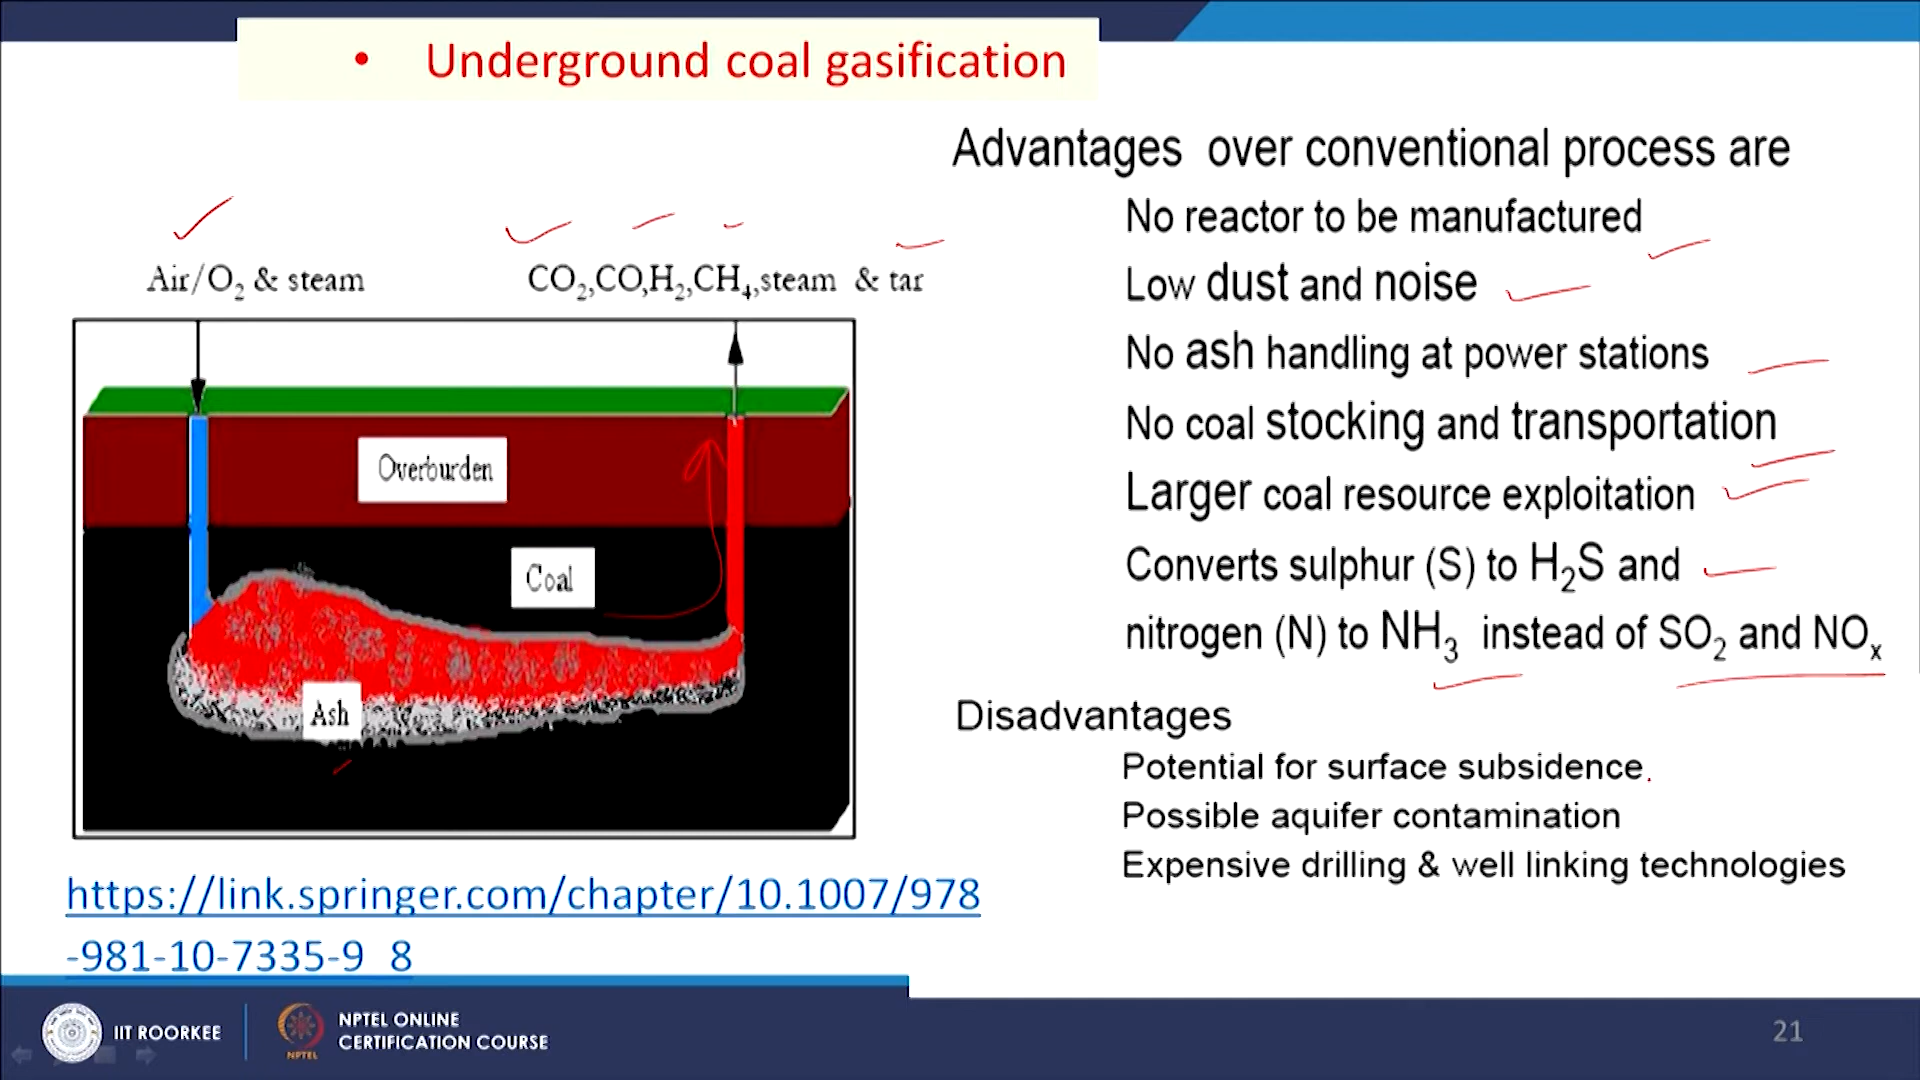 • Underground coal gasification
Advantages over conventional process are
No reactor to be manufactured
Low dust and noise
No ash handling at power stations
No coal stocking and transportation
Larger coal resource exploitation
Converts sulphur (S) to H₂S and
nitrogen (N) to NH₃ instead of SO₂ and NOₓ
Disadvantages
Potential for surface subsidence.
Possible aquifer contamination
Expensive drilling & well linking technologies
Air/O₂ & steam
CO₂,CO,H₂,CH₄,steam & tar
Overburden
Coal
Ash
https://link.springer.com/chapter/10.1007/978
-981-10-7335-9_8
IIT ROORKEE
NPTEL
NPTEL ONLINE
CERTIFICATION COURSE
21